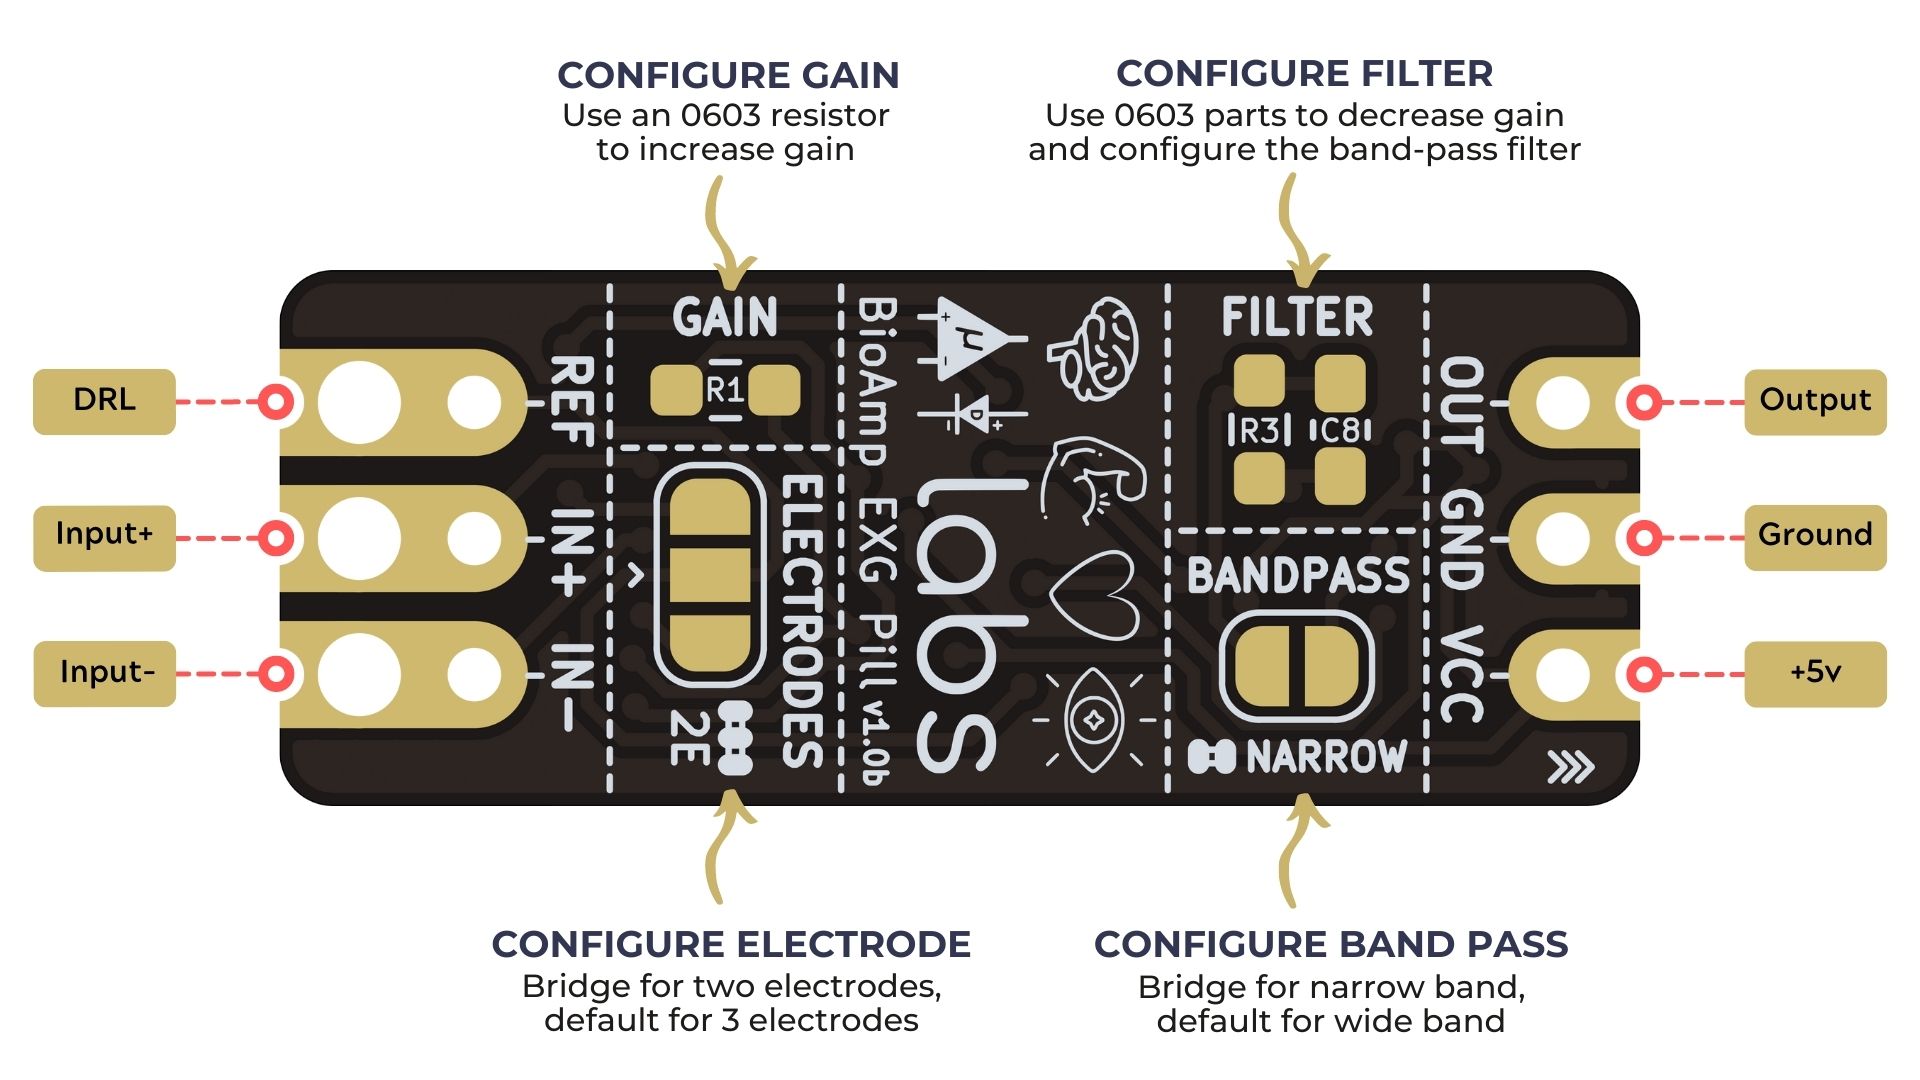 CONFIGURE GAIN
Use an 0603 resistor
to increase gain
CONFIGURE FILTER
Use 0603 parts to decrease gain
and configure the band-pass filter
DRL
Input+
Input-
REF
IN+
IN-
GAIN
R1
ELECTRODES
2E
BioAmp EXG Pill v1.0b
μ
+
-
D
+
-
labs
FILTER
R3
C8
BANDPASS
NARROW
OUT
GND
VCC
Output
Ground
+5v
CONFIGURE ELECTRODE
Bridge for two electrodes,
default for 3 electrodes
CONFIGURE BAND PASS
Bridge for narrow band,
default for wide band